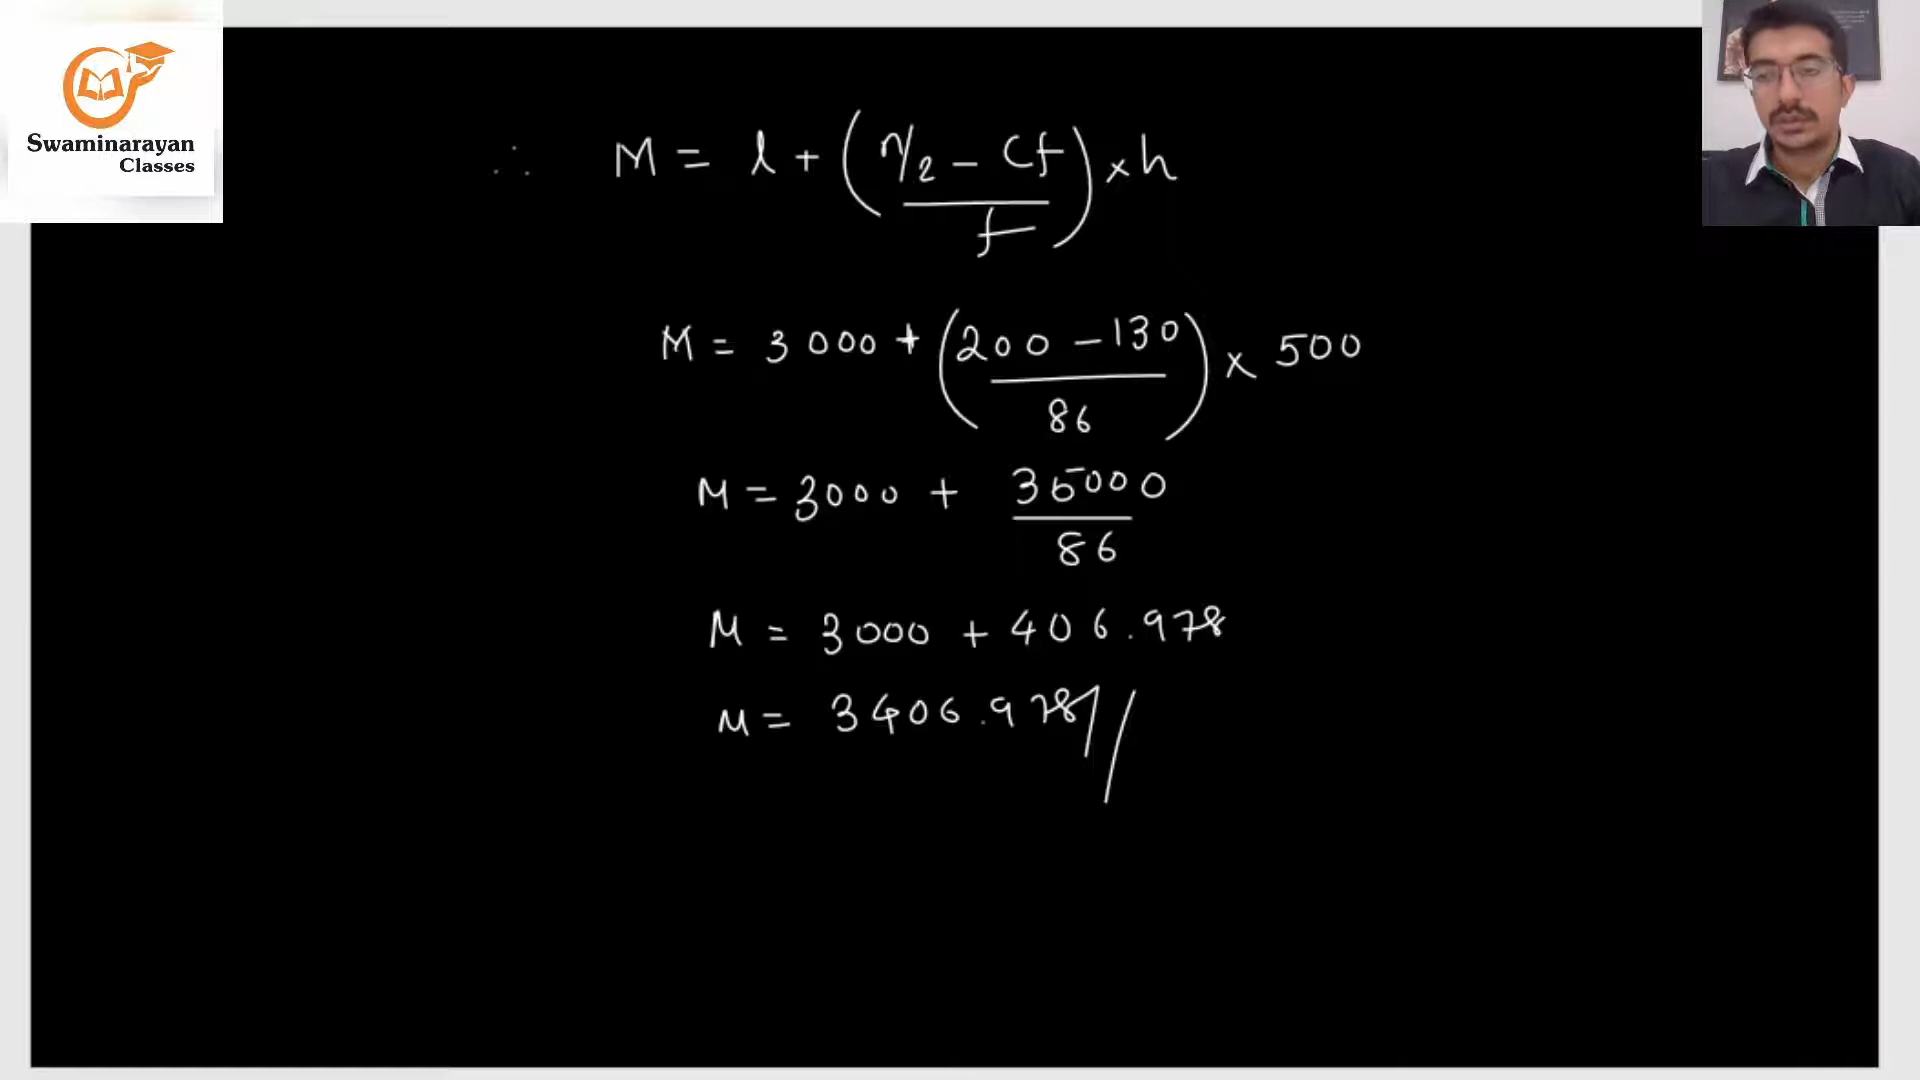 Swaminarayan
Classes
∴ M = l + (n/2 - Cf / f) × h
M = 3000 + (200 - 130 / 86) × 500
M = 3000 + 35000 / 86
M = 3000 + 406.978
M = 3406.978//